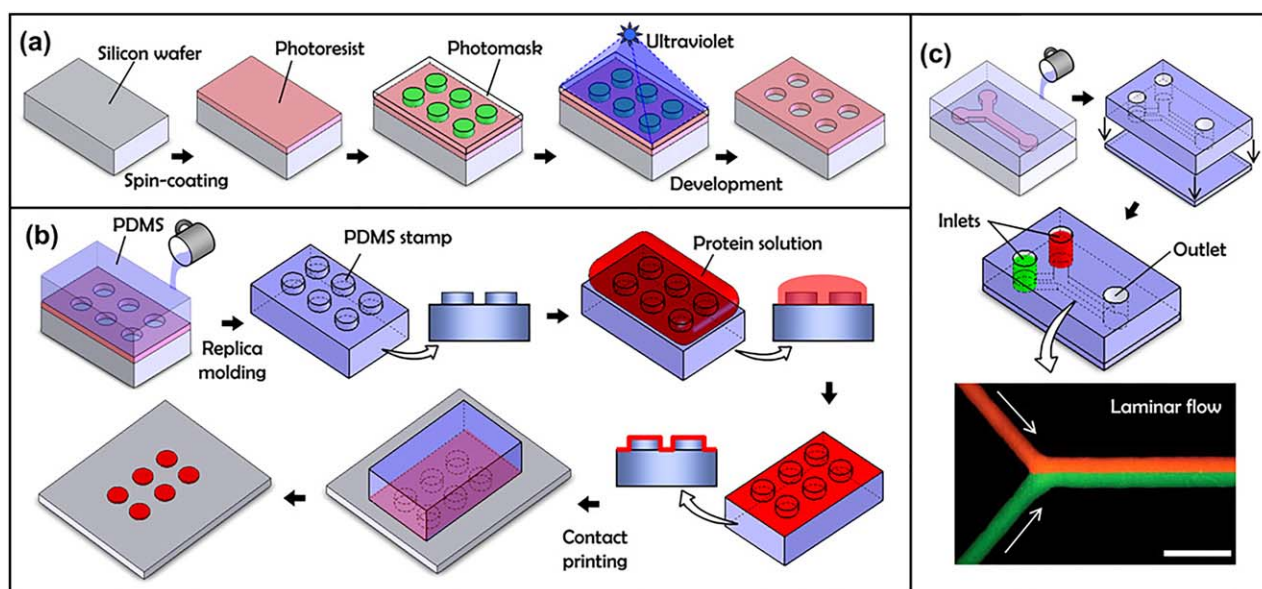 (a)
Silicon wafer
Photoresist
Photomask
Ultraviolet
Spin-coating
Development
(b)
PDMS
PDMS stamp
Protein solution
Replica
molding
Contact
printing
(c)
Inlets
Outlet
Laminar flow